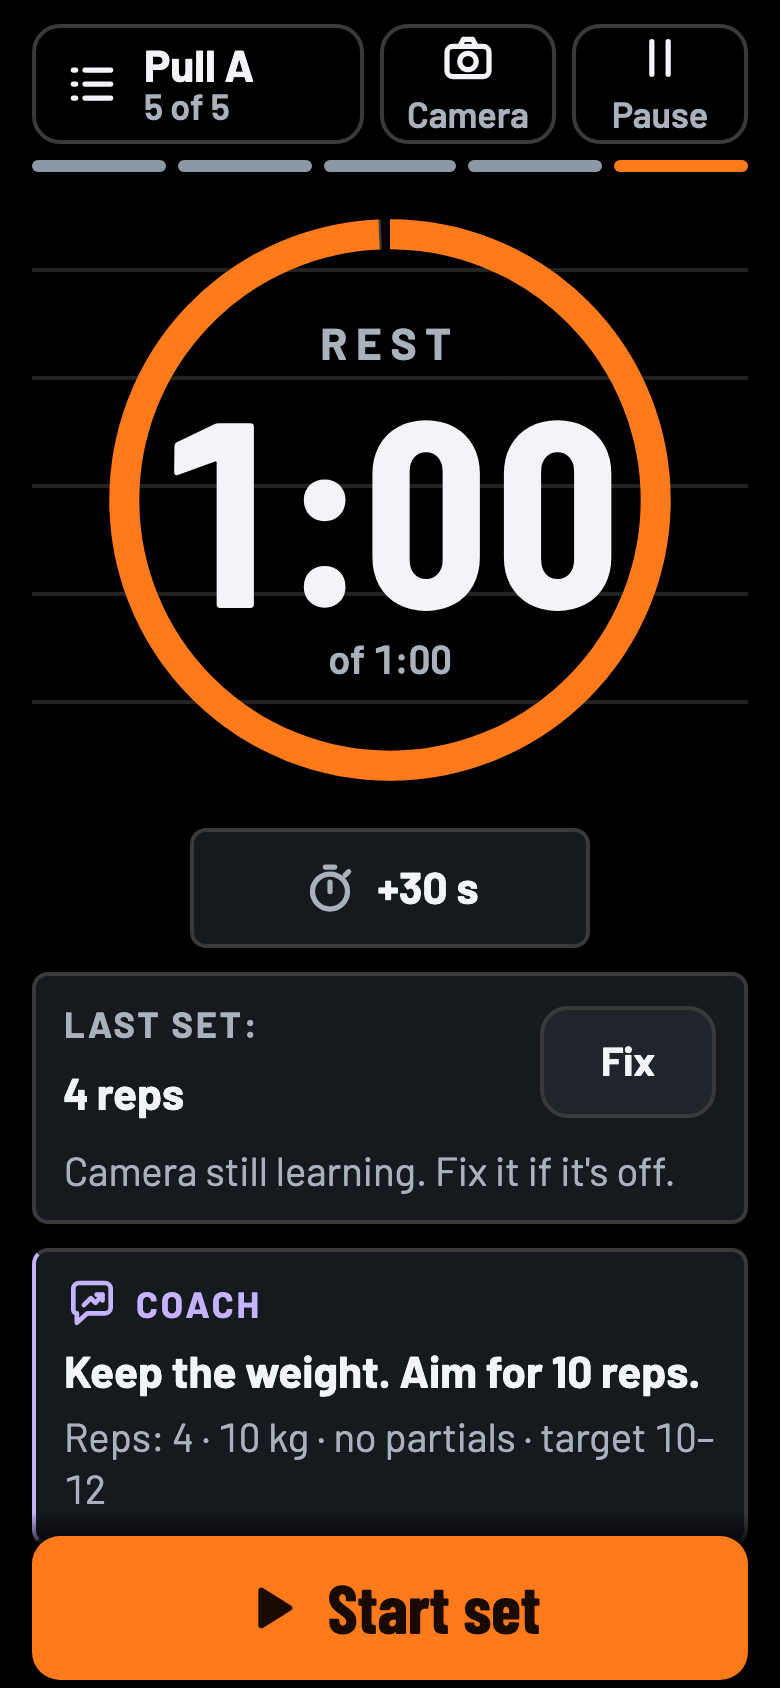 Pull A
5 of 5
Camera
Pause
REST
1:00
of 1:00
+30 s
LAST SET:
4 reps
Fix
Camera still learning. Fix it if it's off.
COACH
Keep the weight. Aim for 10 reps.
Reps: 4 · 10 kg · no partials · target 10–
12
Start set